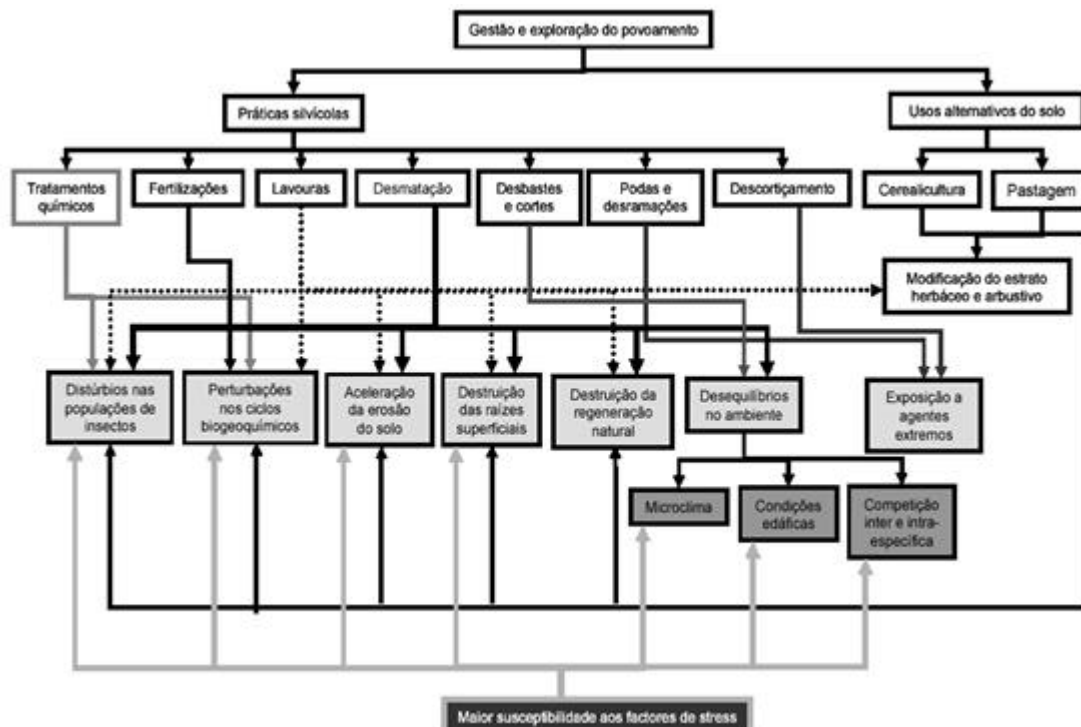 Gestão e exploração do povoamento
Práticas silvícolas
Usos alternativos do solo
Tratamentos
químicos
Fertilizações
Lavouras
Desmatação
Desbastes
e cortes
Podas e
desramações
Descortiçamento
Cerealicultura
Pastagem
Modificação do estrato
herbáceo e arbustivo
Distúrbios nas
populações de
insectos
Perturbações
nos ciclos
biogeoquímicos
Aceleração
da erosão
do solo
Destruição
das raízes
superficiais
Destruição da
regeneração
natural
Desequilíbrios
no ambiente
Exposição a
agentes
extremos
Microclima
Condições
edáficas
Competição
inter e intra-
específica
Maior susceptibilidade aos factores de stress